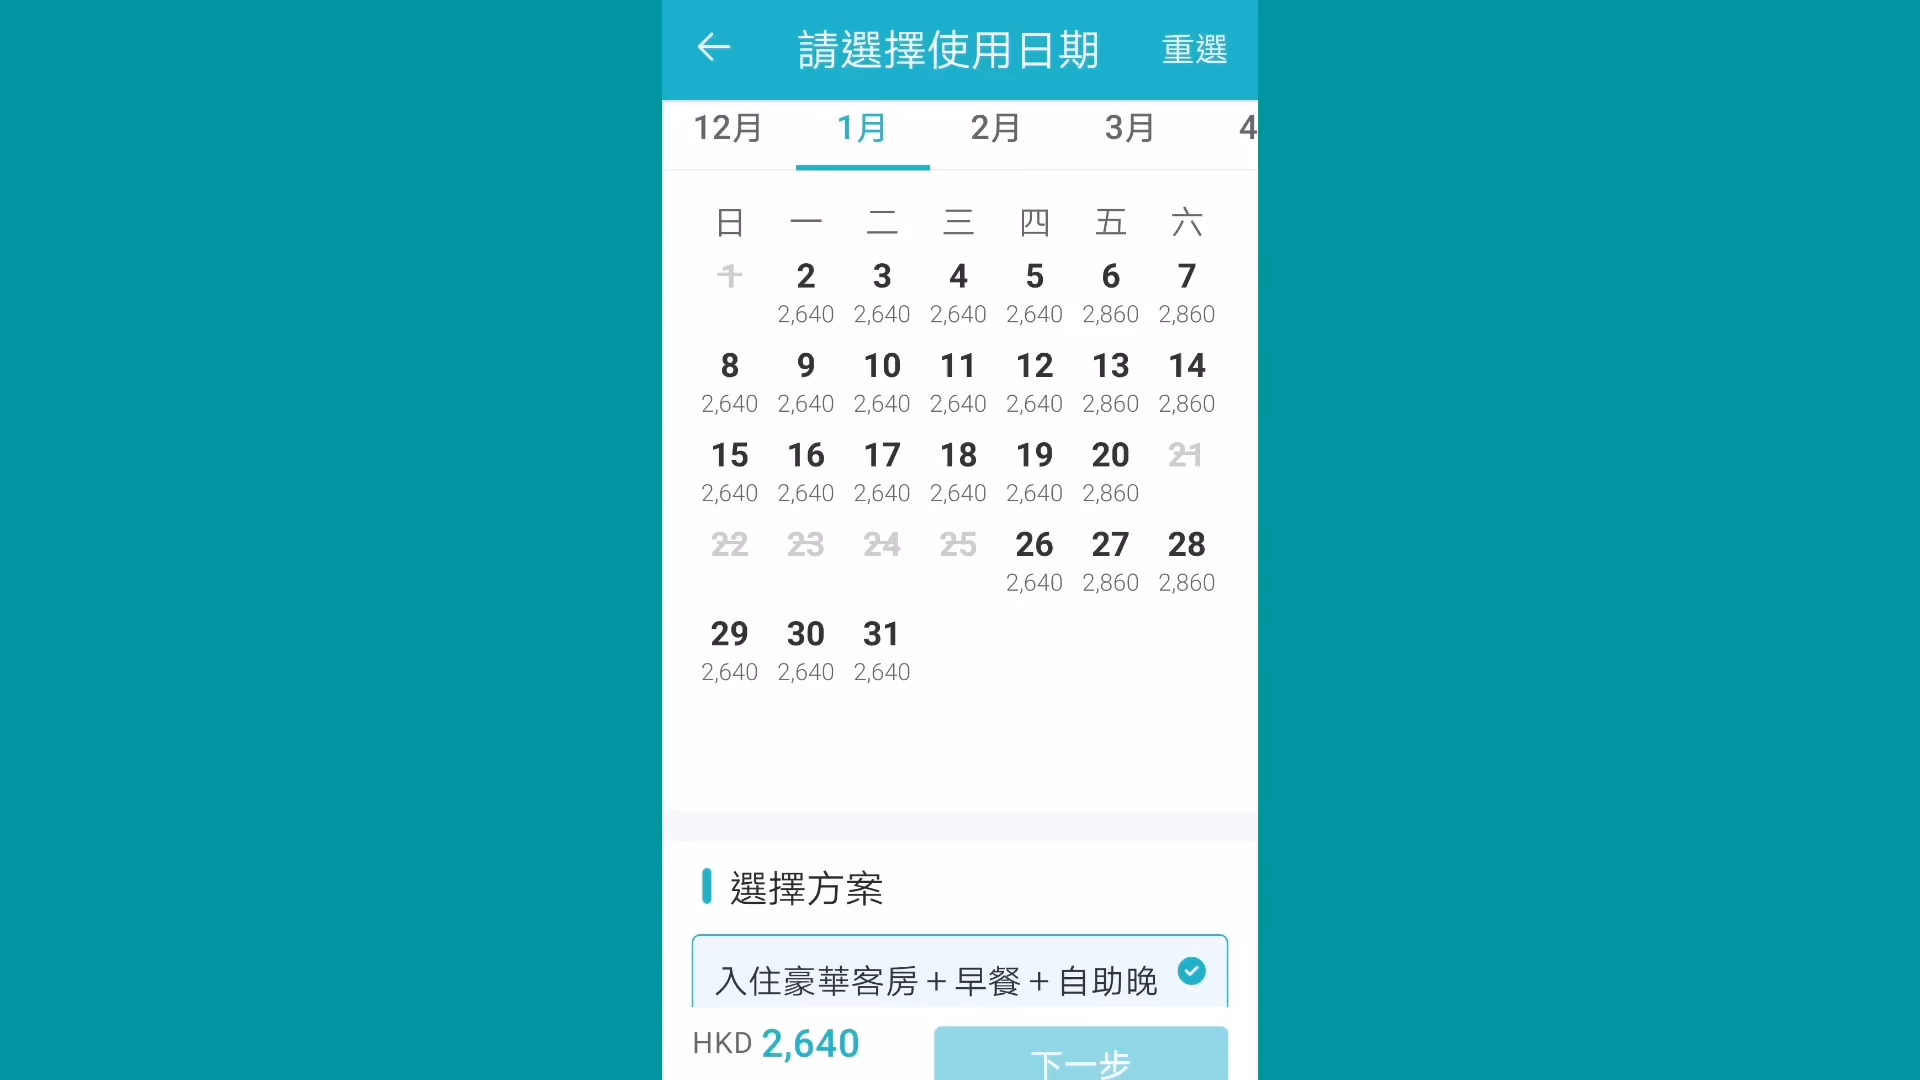 請選擇使用日期 重選
12月 1月 2月 3月 4
日 一 二 三 四 五 六
1 2 3 4 5 6 7
2,640 2,640 2,640 2,640 2,860 2,860
8 9 10 11 12 13 14
2,640 2,640 2,640 2,640 2,640 2,860 2,860
15 16 17 18 19 20 21
2,640 2,640 2,640 2,640 2,640 2,860
22 23 24 25 26 27 28
2,640 2,860 2,860
29 30 31
2,640 2,640 2,640
選擇方案
入住豪華客房+早餐+自助晚
HKD 2,640 下一步